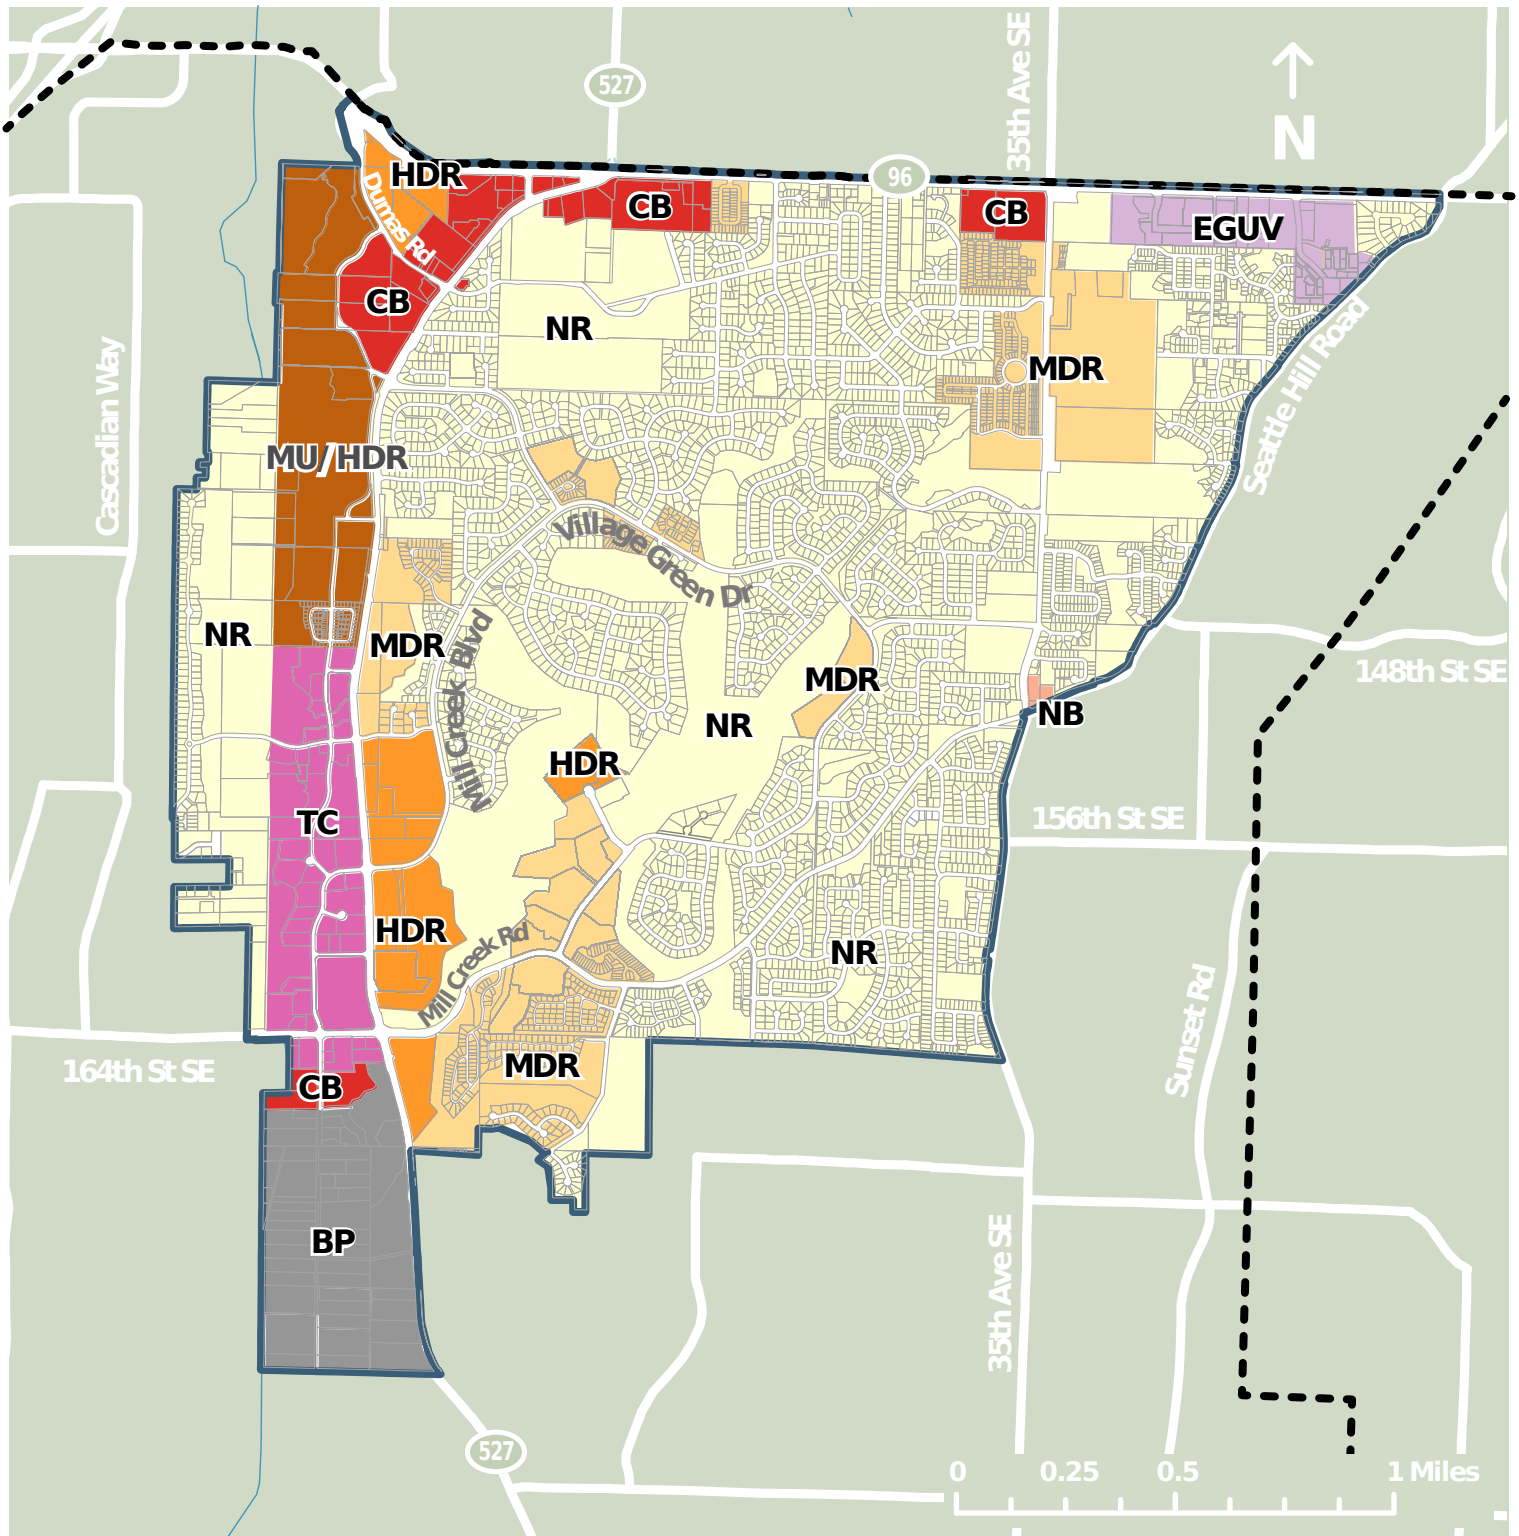 527
35th Ave SE
N
96
HDR
CB
CB
EGUV
Dumas Rd
CB
NR
MDR
Cascadian Way
Seattle Hill Road
MU/HDR
Village Green Dr
NR
MDR
Mill Creek Blvd
MDR
148th St SE
NB
NR
HDR
TC
156th St SE
HDR
Mill Creek Rd
NR
Sunset Rd
164th St SE
CB
MDR
BP
35th Ave SE
527
0 0.25 0.5 1 Miles